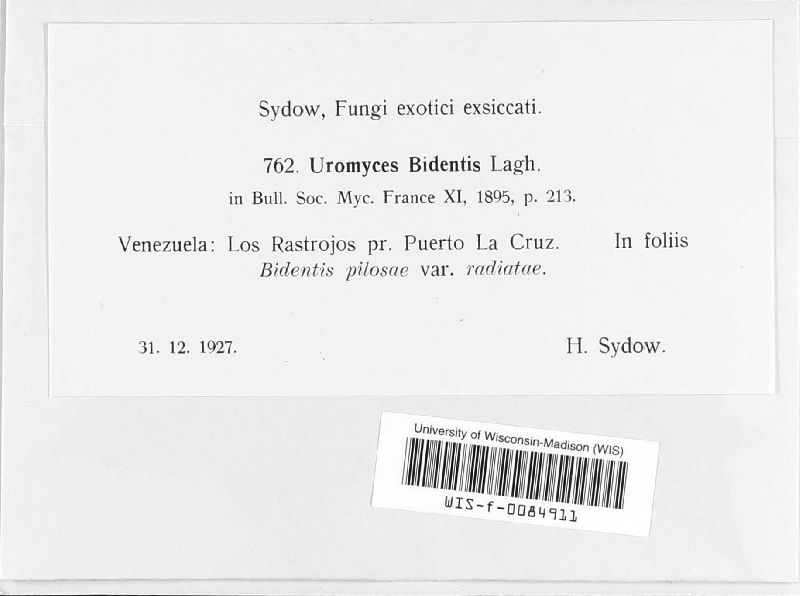 Sydow, Fungi exotici exsiccati.
762. Uromyces Bidentis Lagh.
in Bull. Soc. Myc. France XI, 1895, p. 213.
Venezuela: Los Rastrojos pr. Puerto La Cruz. In foliis
Bidentis pilosae var. radiatae.
31. 12. 1927. H. Sydow.
University of Wisconsin-Madison (WIS)
WIS-f-0084911